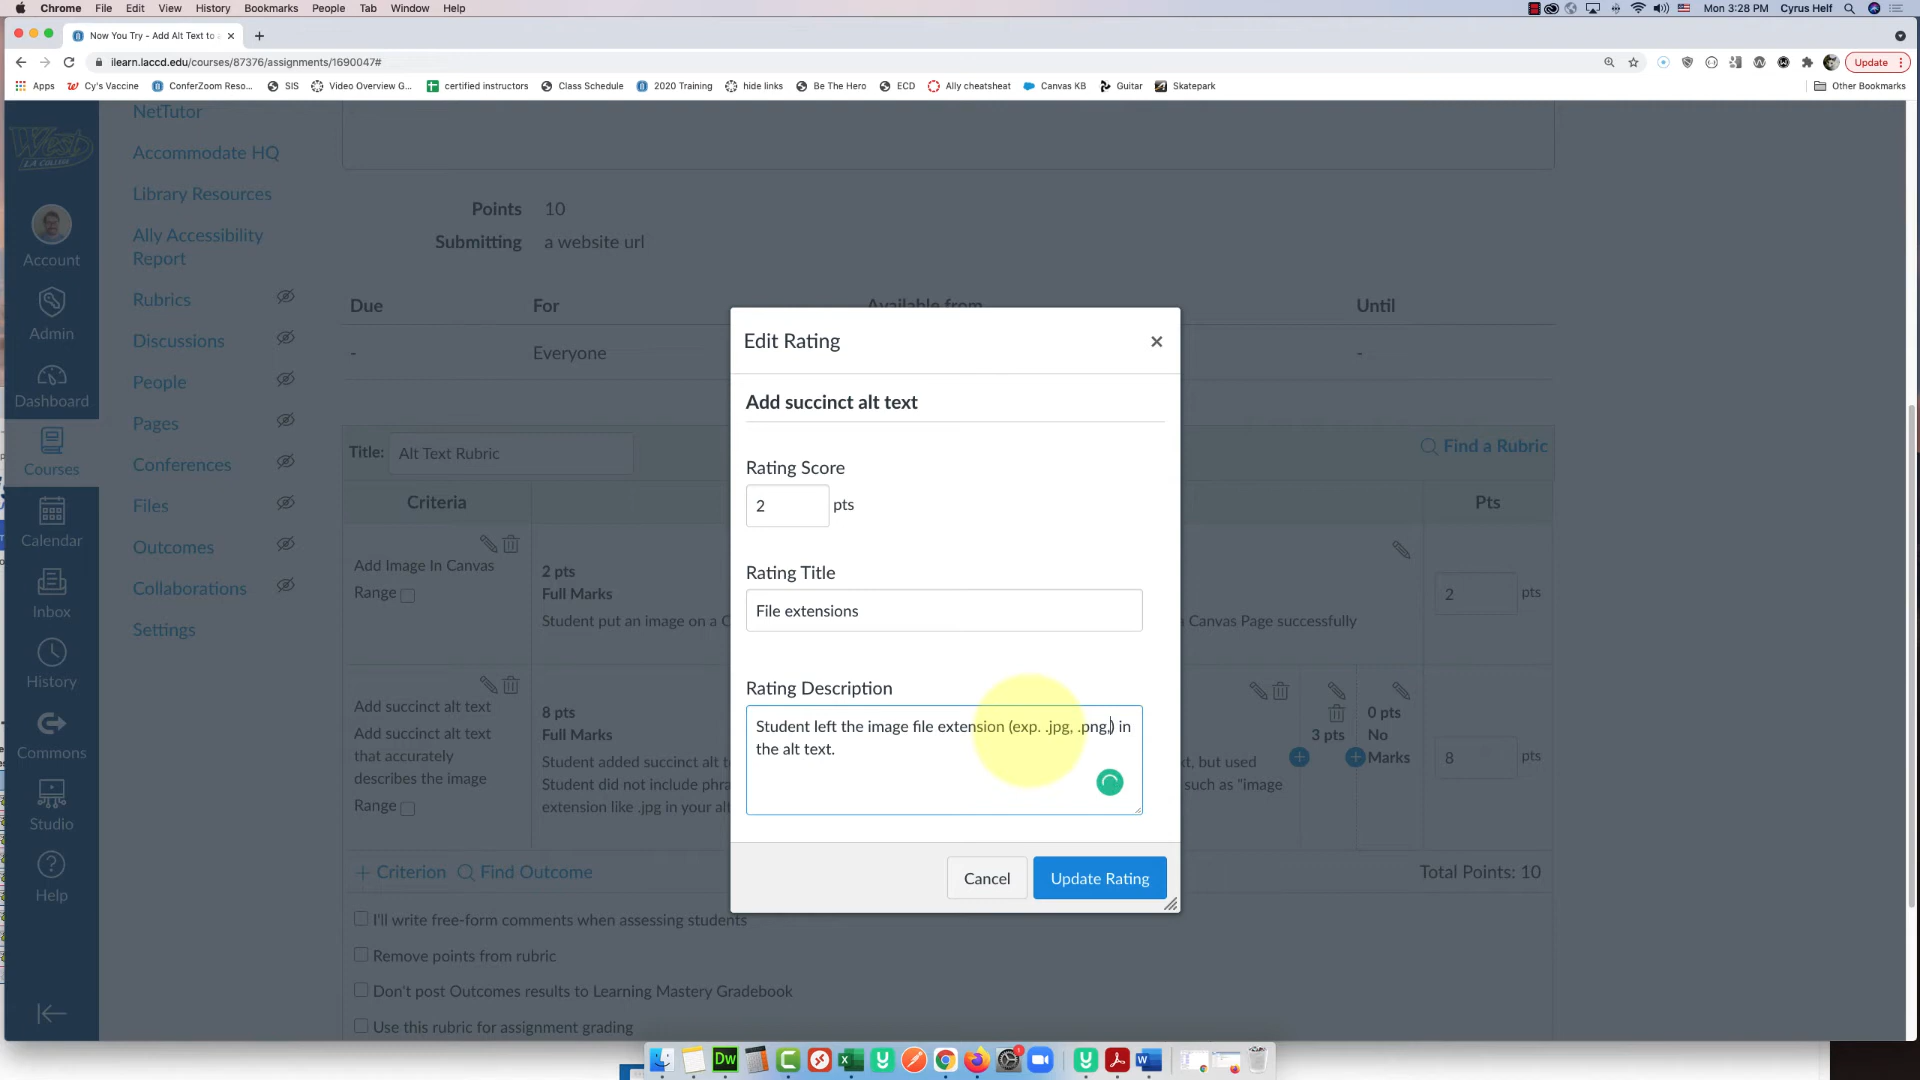 Chrome File Edit View History Bookmarks People Tab Window Help
Mon 3:28 PM Cyrus Helf
Now You Try - Add Alt Text to
ilearn.laccd.edu/courses/87376/assignments/1690047#
Update
Apps Cy's Vaccine ConferZoom Reso... SIS Video Overview G... certified instructors Class Schedule 2020 Training hide links Be The Hero ECD Ally cheatsheet Canvas KB Guitar Skatepark Other Bookmarks
West
LA COLLEGE
Account
Admin
Dashboard
Courses
Calendar
Inbox
History
Commons
Studio
Help
NetTutor
Accommodate HQ
Library Resources
Ally Accessibility
Report
Rubrics
Discussions
People
Pages
Conferences
Files
Outcomes
Collaborations
Settings
Points 10
Submitting a website url
Due For Available from Until
- Everyone -
Title: Alt Text Rubric
Find a Rubric
Criteria Pts
Add Image In Canvas
Range
2 pts
Full Marks
Student put an image on a C
a Canvas Page successfully
2 pts
Add succinct alt text
Add succinct alt text
that accurately
describes the image
Range
8 pts
Full Marks
Student added succinct alt t
Student did not include phra
extension like .jpg in your alt
xt, but used
such as "image
3 pts
0 pts
No
Marks
8 pts
+ Criterion Find Outcome
Total Points: 10
I'll write free-form comments when assessing students
Remove points from rubric
Don't post Outcomes results to Learning Mastery Gradebook
Use this rubric for assignment grading
Edit Rating
Add succinct alt text
Rating Score
2 pts
Rating Title
File extensions
Rating Description
Student left the image file extension (exp. .jpg, .png,) in
the alt text.
Cancel Update Rating
Dw